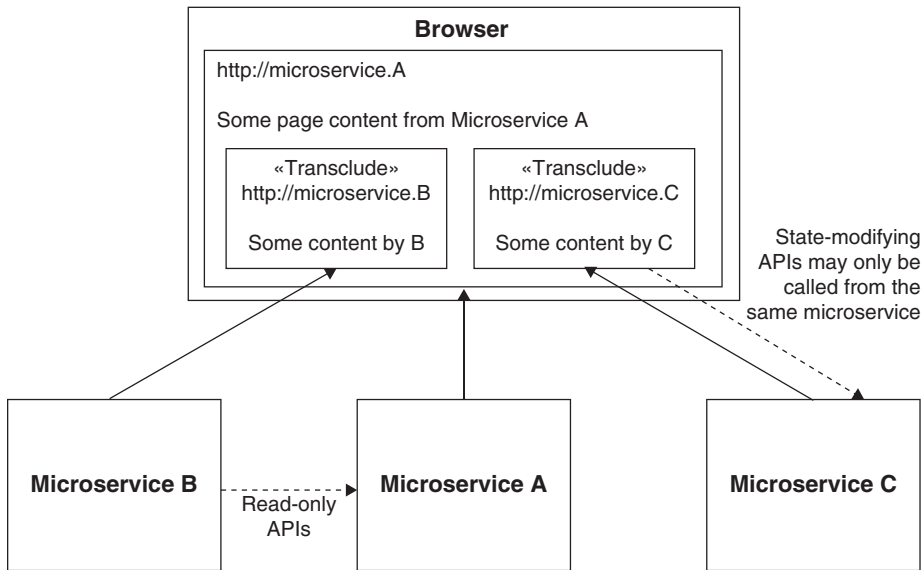 Browser
http://microservice.A
Some page content from Microservice A
«Transclude»
http://microservice.B
Some content by B
«Transclude»
http://microservice.C
Some content by C
State-modifying
APIs may only be
called from the
same microservice
Microservice B
Read-only
APIs
Microservice A
Microservice C